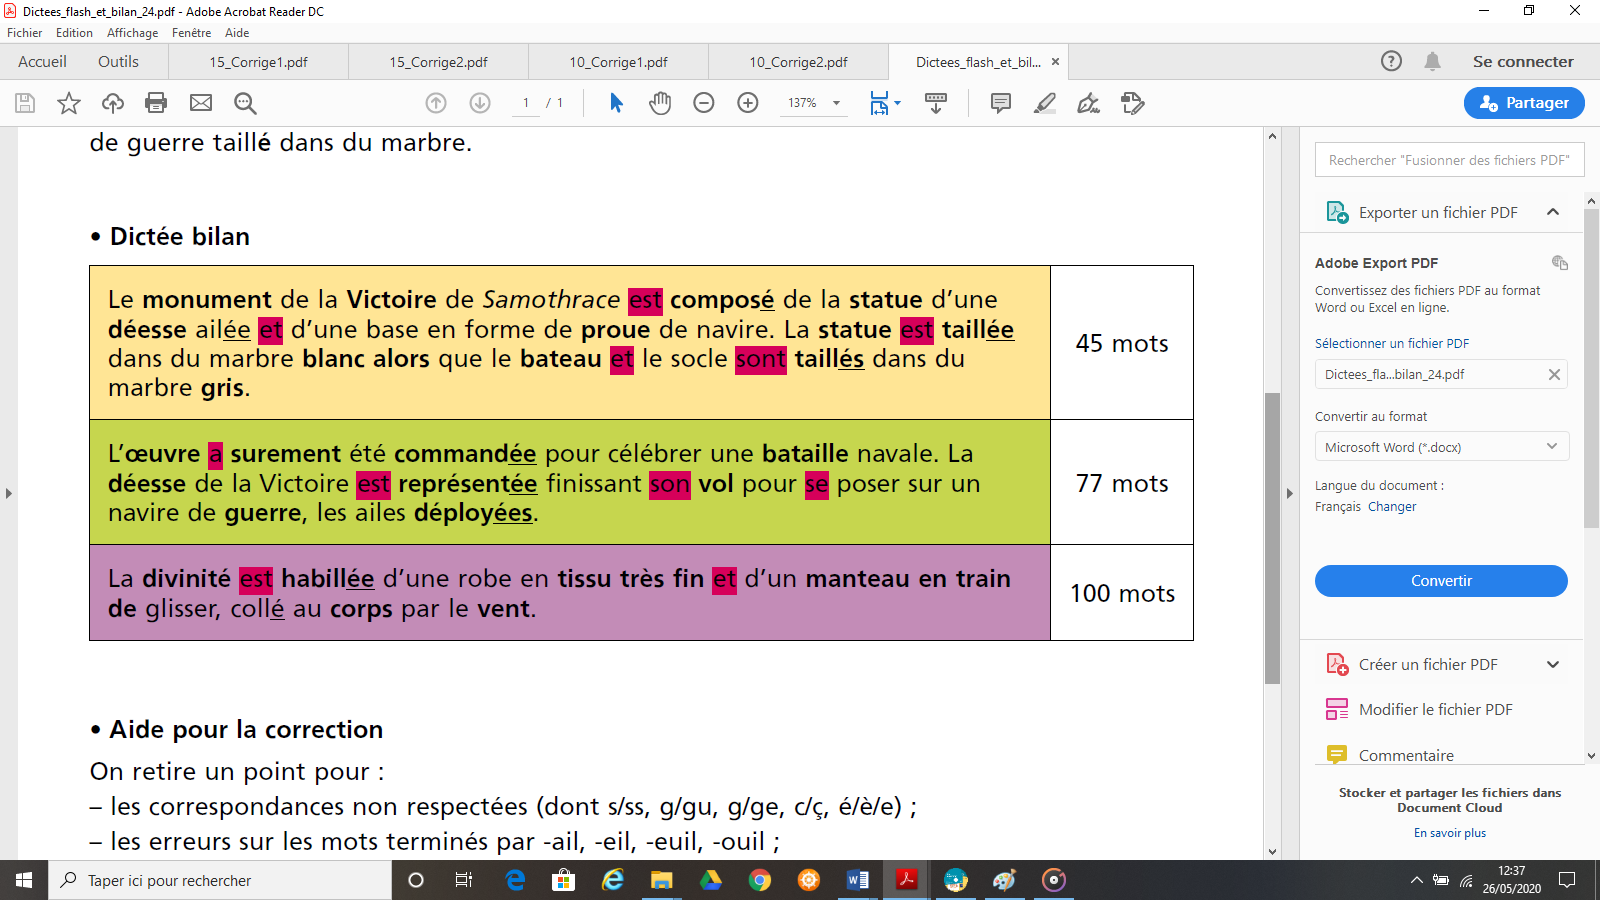 Dictees_flash_et_bilan_24.pdf - Adobe Acrobat Reader DC
Fichier Edition Affichage Fenêtre Aide
Accueil Outils 15_Corrige1.pdf 15_Corrige2.pdf 10_Corrige1.pdf 10_Corrige2.pdf Dictees_flash_et_bil... × Se connecter
1 / 1 137% Partager
de guerre taillé dans du marbre.
• Dictée bilan
Le monument de la Victoire de Samothrace est composé de la statue d’une
déesse ailée et d’une base en forme de proue de navire. La statue est taillée
dans du marbre blanc alors que le bateau et le socle sont taillés dans du
marbre gris.
45 mots
L’œuvre a surement été commandée pour célébrer une bataille navale. La
déesse de la Victoire est représentée finissant son vol pour se poser sur un
navire de guerre, les ailes déployées.
77 mots
La divinité est habillée d’une robe en tissu très fin et d’un manteau en train
de glisser, collé au corps par le vent.
100 mots
• Aide pour la correction
On retire un point pour :
– les correspondances non respectées (dont s/ss, g/gu, g/ge, c/ç, é/è/e) ;
– les erreurs sur les mots terminés par -ail, -eil, -euil, -ouil ;
Rechercher "Fusionner des fichiers PDF"
Exporter un fichier PDF
Adobe Export PDF
Convertissez des fichiers PDF au format
Word ou Excel en ligne.
Sélectionner un fichier PDF
Dictees_fla...bilan_24.pdf
Convertir au format
Microsoft Word (*.docx)
Langue du document :
Français Changer
Convertir
Créer un fichier PDF
Modifier le fichier PDF
Commentaire
Stocker et partager les fichiers dans
Document Cloud
En savoir plus
Taper ici pour rechercher
12:37
26/05/2020